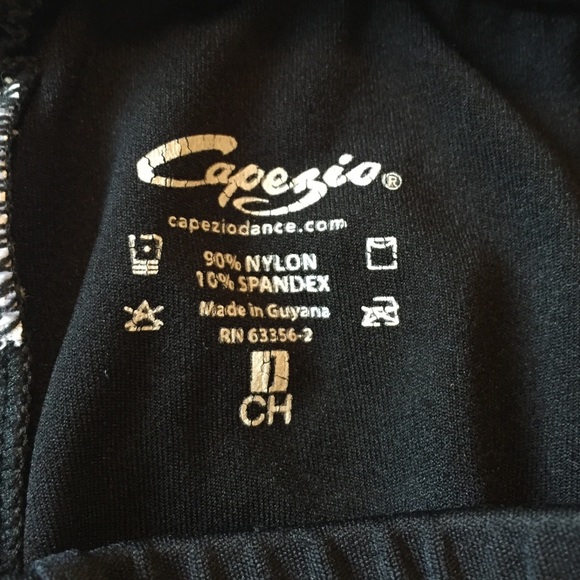 Capezio®
capeziodance.com
90% NYLON
10% SPANDEX
Made in Guyana
RN 63356-2
CH